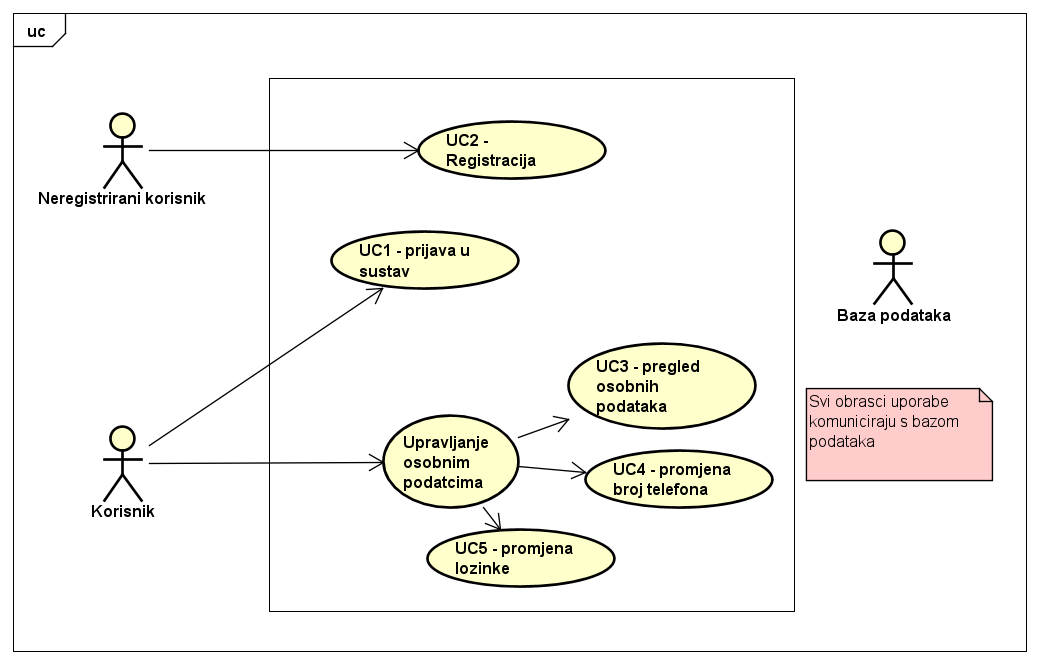 uc
UC2 -
Registracija
Neregistrirani korisnik
UC1 - prijava u
sustav
Baza podataka
UC3 - pregled
osobnih
podataka
Svi obrasci uporabe
komuniciraju s bazom
podataka
Upravljanje
osobnim
podatcima
UC4 - promjena
broj telefona
Korisnik
UC5 - promjena
lozinke